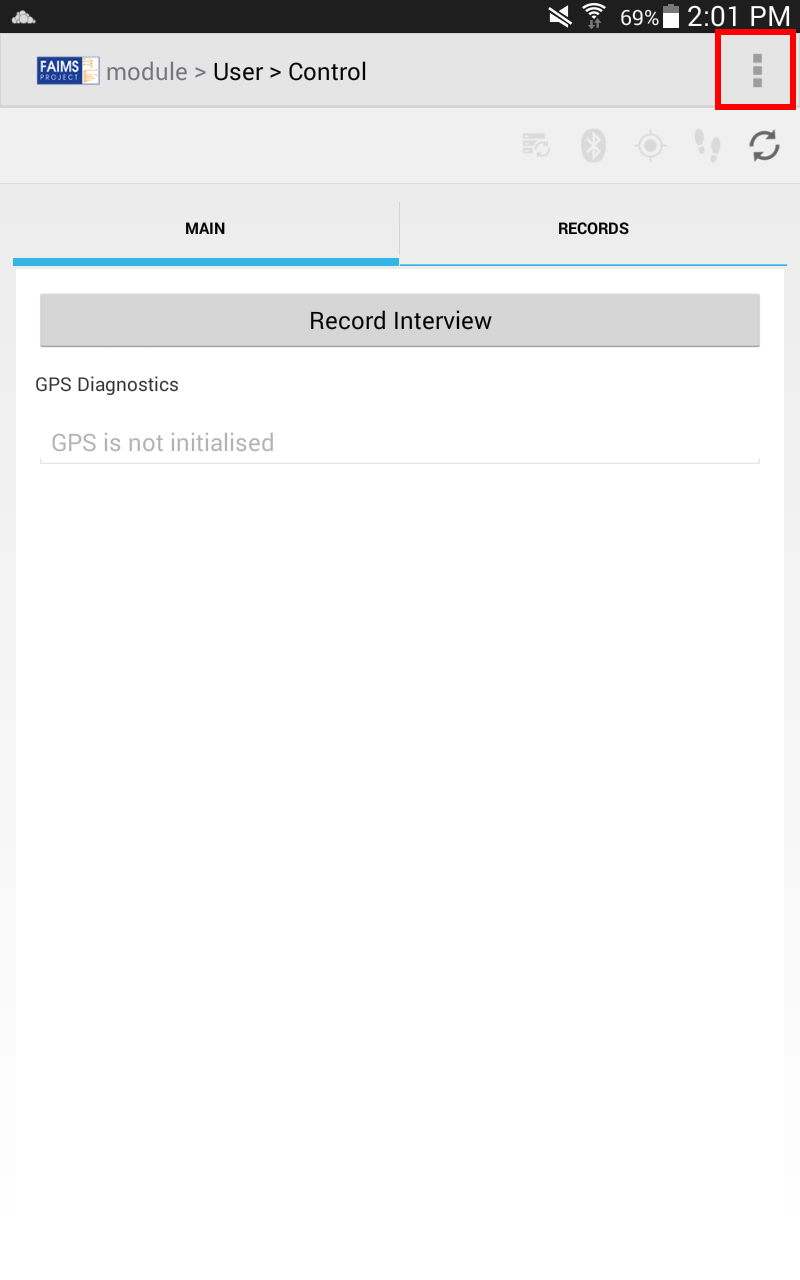 69% 2:01 PM
FAIMS
PROJECT
module > User > Control
MAIN
RECORDS
Record Interview
GPS Diagnostics
GPS is not initialised